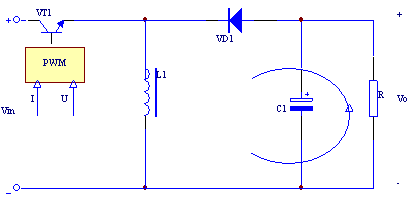 VT1
+
+
VD1
PWM
L1
I
U
+
C1
R
Vin
Vo
-
-